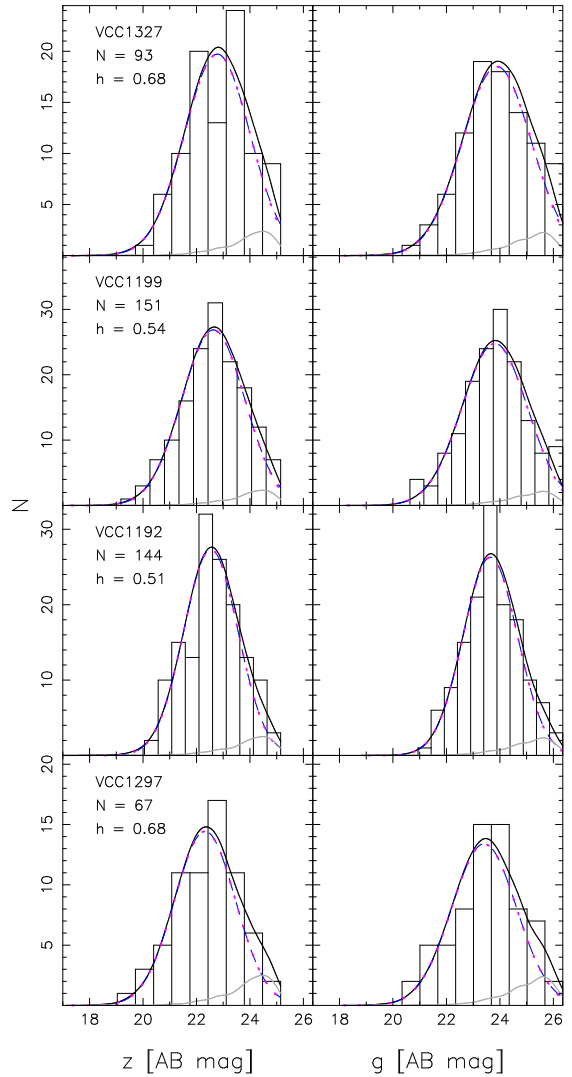 VCC1327
N = 93
h = 0.68
20
15
10
5
VCC1199
N = 151
h = 0.54
30
20
10
VCC1192
N = 144
h = 0.51
30
20
10
VCC1297
N = 67
h = 0.68
20
15
10
5
N
18 20 22 24 26 18 20 22 24 26
z [AB mag] g [AB mag]